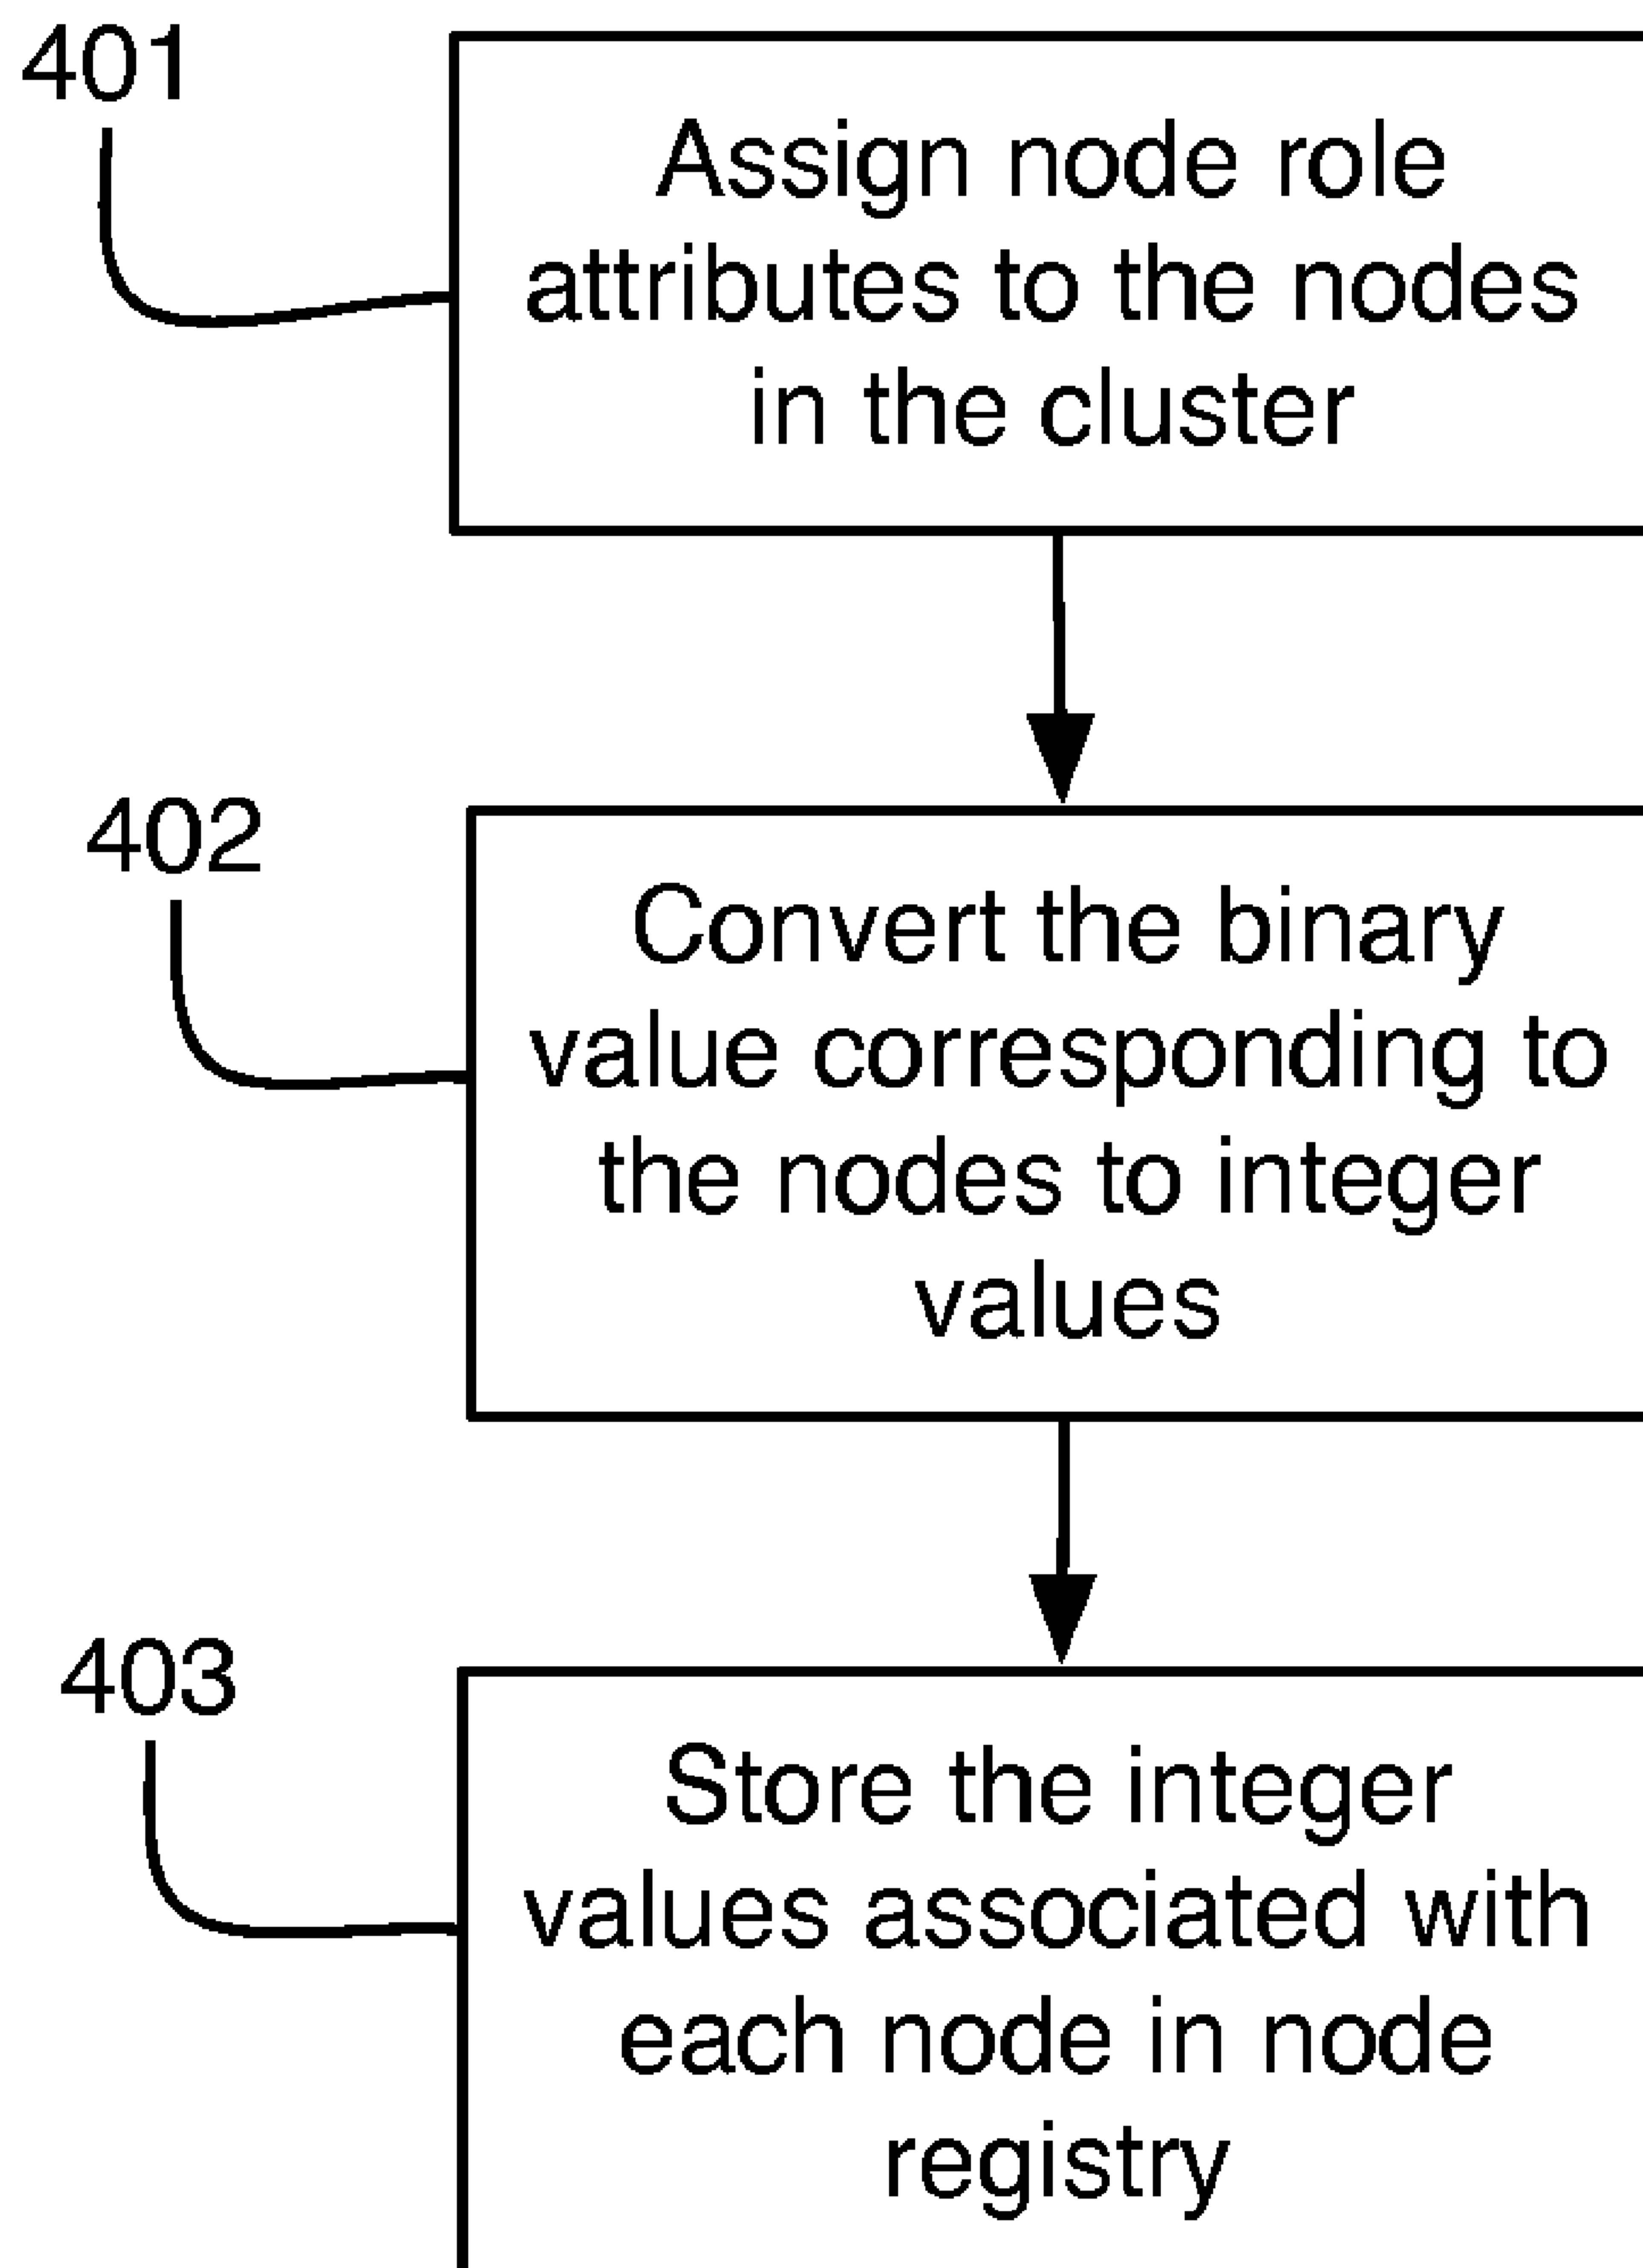 401
Assign node role
attributes to the nodes
in the cluster
402
Convert the binary
value corresponding to
the nodes to integer
values
403
Store the integer
values associated with
each node in node
registry